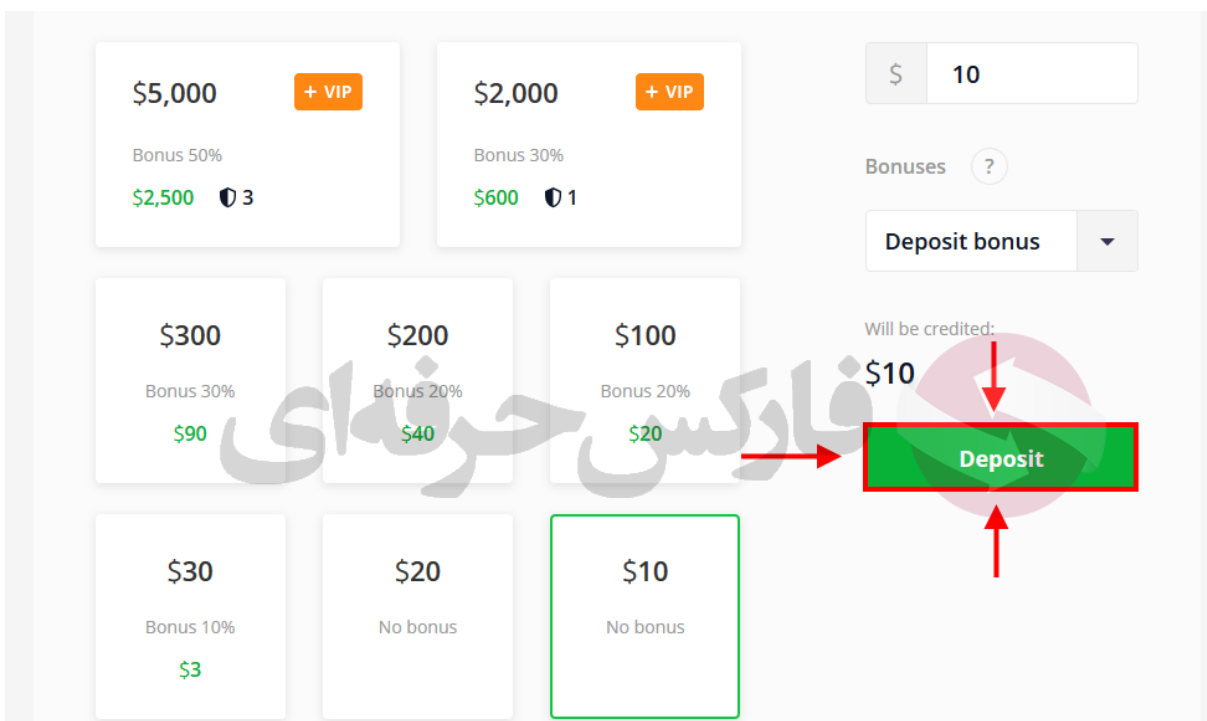 $5,000 + VIP
Bonus 50%
$2,500 3
$2,000 + VIP
Bonus 30%
$600 1
$300
Bonus 30%
$90
$200
Bonus 20%
$40
$100
Bonus 20%
$20
$30
Bonus 10%
$3
$20
No bonus
$10
No bonus
$ 10
Bonuses ?
Deposit bonus
Will be credited:
$10
Deposit
فارکس حرفه‌ای